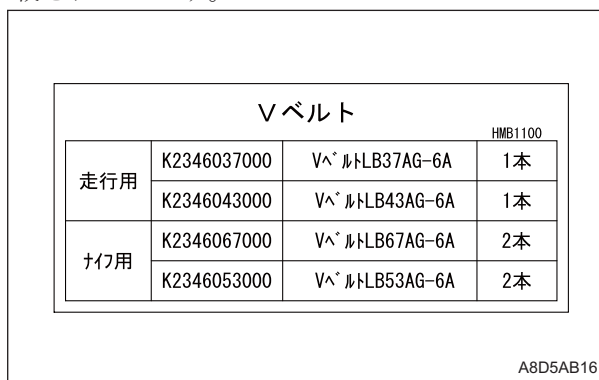 Vベルト
HMB1100
走行用 K2346037000 Vﾍﾞﾙﾄ LB37AG-6A 1本
K2346043000 Vﾍﾞﾙﾄ LB43AG-6A 1本
ﾅｲﾌ用 K2346067000 Vﾍﾞﾙﾄ LB67AG-6A 2本
K2346053000 Vﾍﾞﾙﾄ LB53AG-6A 2本
A8D5AB16